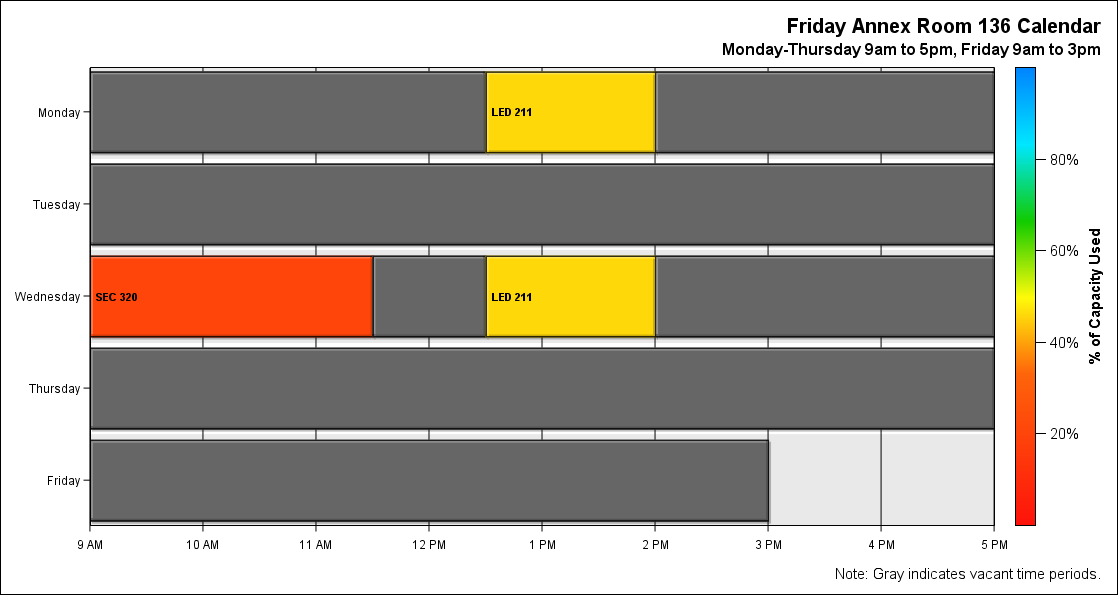 Friday Annex Room 136 Calendar
Monday-Thursday 9am to 5pm, Friday 9am to 3pm
Monday
LED 211
Tuesday
Wednesday
SEC 320
LED 211
Thursday
Friday
9 AM
10 AM
11 AM
12 PM
1 PM
2 PM
3 PM
4 PM
5 PM
80%
60%
40%
20%
% of Capacity Used
Note: Gray indicates vacant time periods.